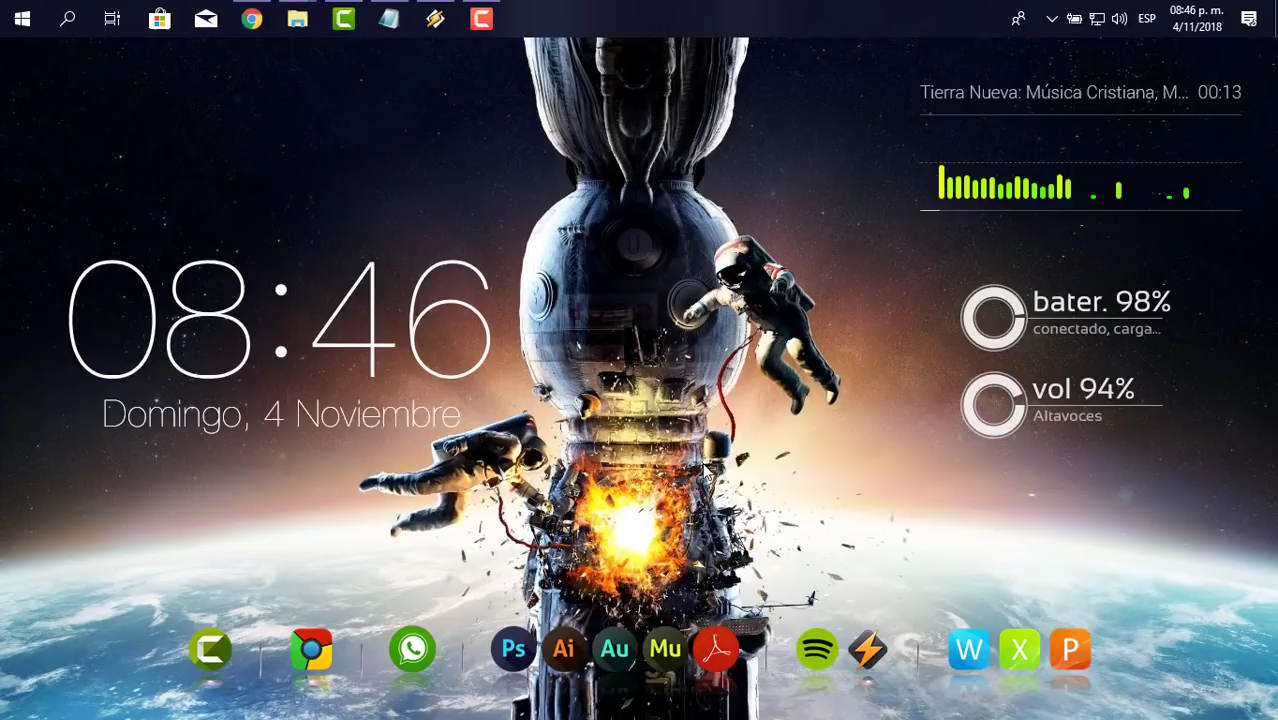 ESP
08:46 p. m.
4/11/2018
Tierra Nueva: Música Cristiana, M... 00:13
08:46
Domingo, 4 Noviembre
bater. 98%
conectado, carga...
vol 94%
Altavoces
Ps Ai Au Mu W X P